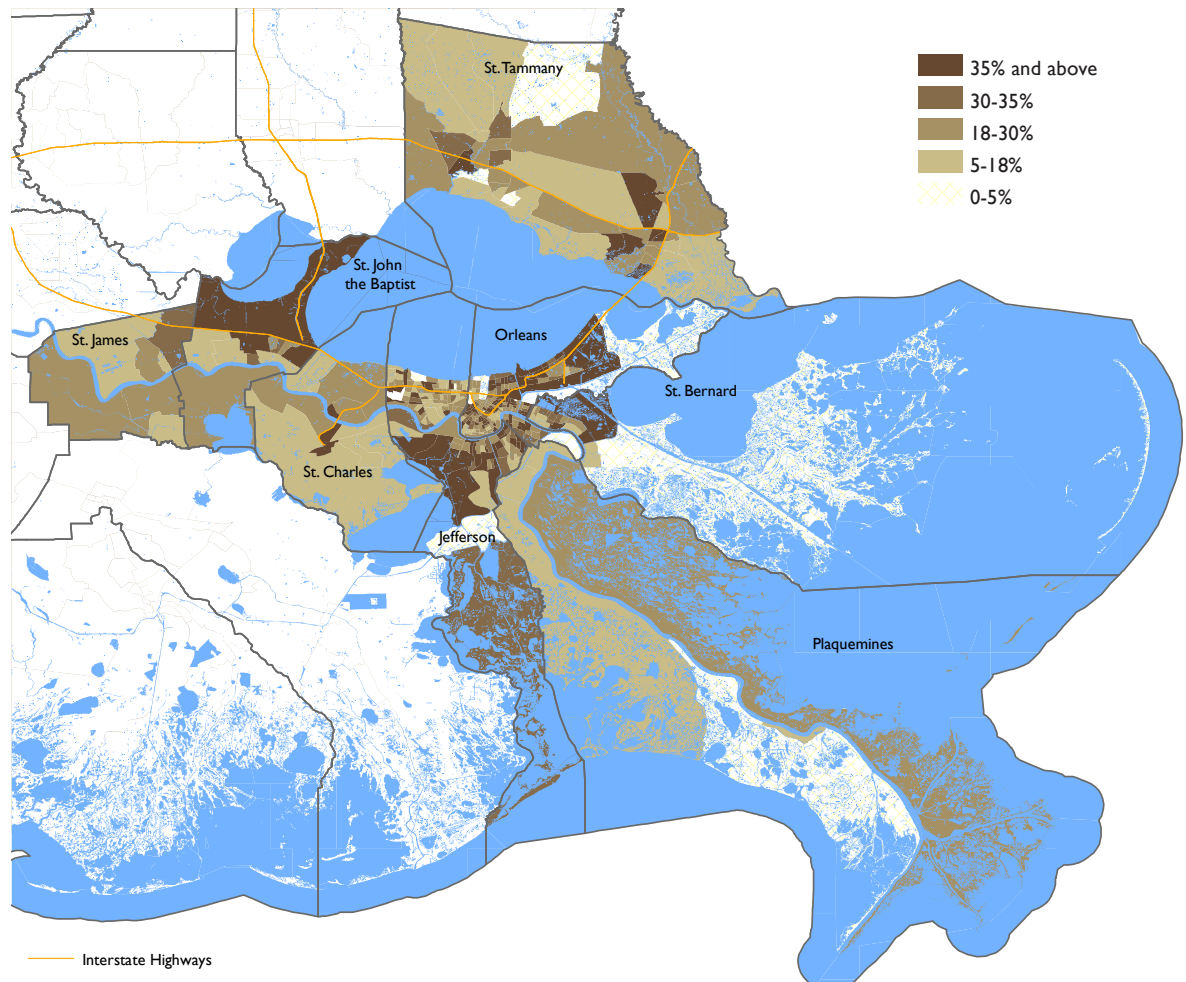 St. Tammany
35% and above
30-35%
18-30%
5-18%
0-5%
St. John
the Baptist
St. James
Orleans
St. Bernard
St. Charles
Jefferson
Plaquemines
Interstate Highways